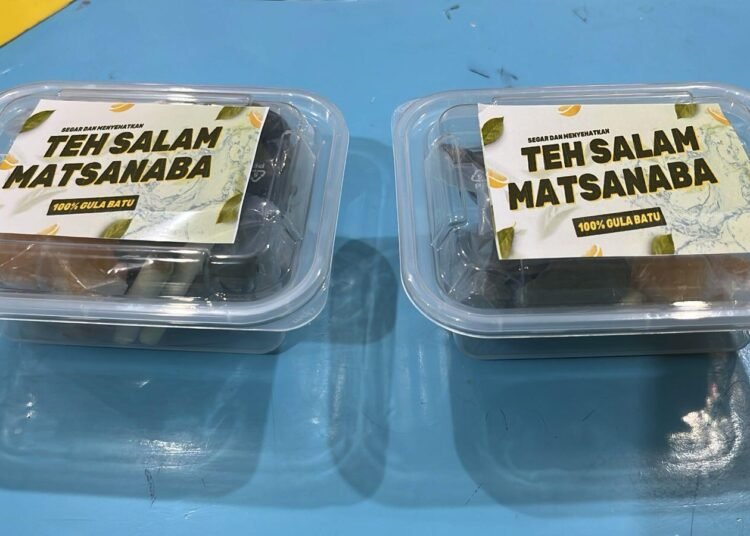 SEGAR DAN MENYEHATKAN
TEH SALAM
MATSANABA
100% GULA BATU
SEGAR DAN MENYEHATKAN
TEH SALAM
MATSANABA
100% GULA BATU